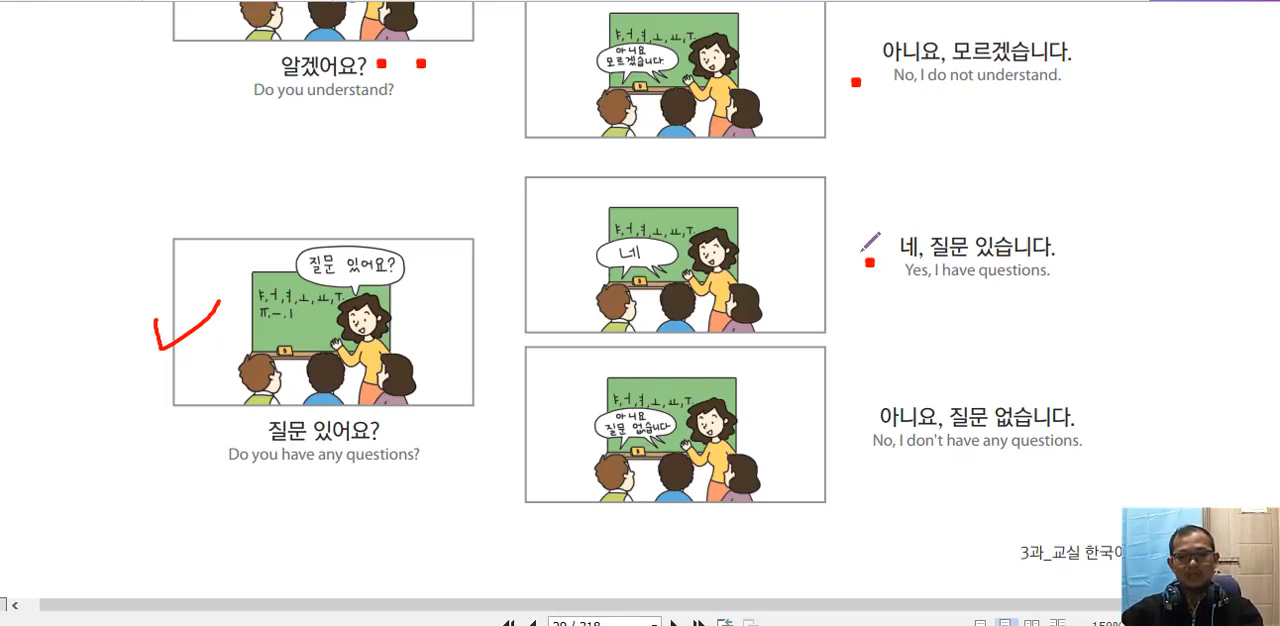 알겠어요?
Do you understand?
ㅑ,ㅓ,ㅕ,ㅗ,ㅛ,ㅜ
아니요
모르겠습니다.
아니요, 모르겠습니다.
No, I do not understand.
질문 있어요?
ㅑ,ㅓ,ㅕ,ㅗ,ㅛ,ㅜ.
ㅠ.ㅡ.ㅣ
질문 있어요?
Do you have any questions?
ㅑ,ㅓ,ㅕ,ㅗ,ㅛ,ㅜ.
네
네, 질문 있습니다.
Yes, I have questions.
ㅑ,ㅓ,ㅕ,ㅗ,ㅛ,ㅜ.
아니요
질문 없습니다
아니요, 질문 없습니다.
No, I don't have any questions.
3과_교실 한국어
/ 318
150%